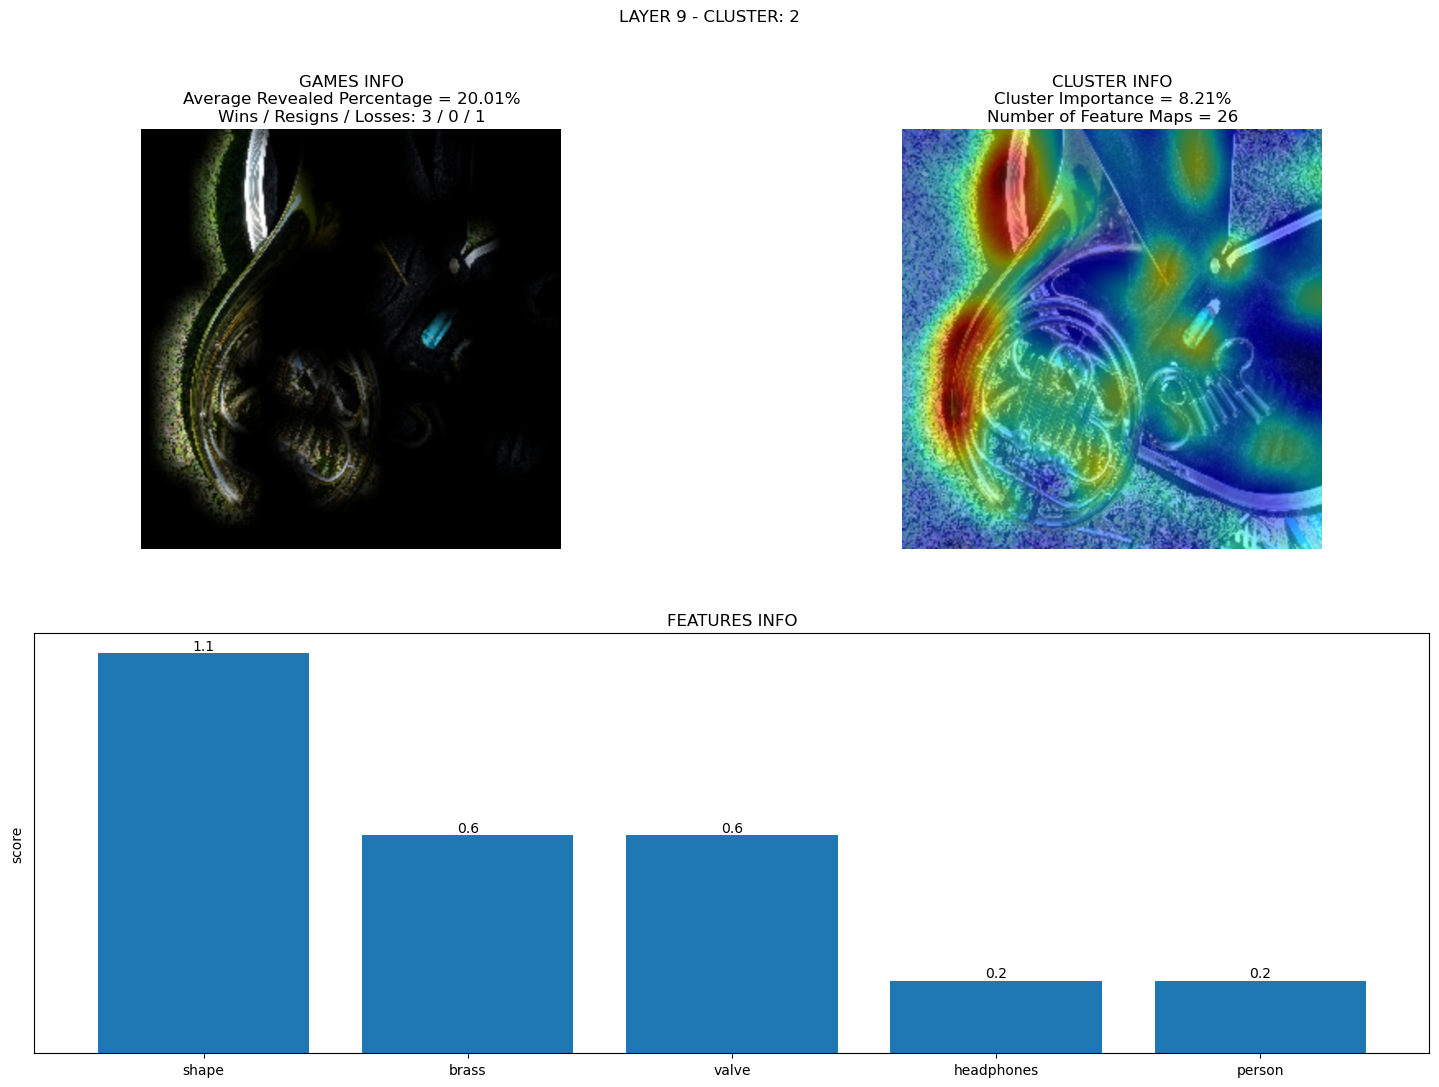 LAYER 9 - CLUSTER: 2
GAMES INFO
Average Revealed Percentage = 20.01%
Wins / Resigns / Losses: 3 / 0 / 1
CLUSTER INFO
Cluster Importance = 8.21%
Number of Feature Maps = 26
FEATURES INFO
score
1.1
0.6
0.6
0.2
0.2
shape
brass
valve
headphones
person